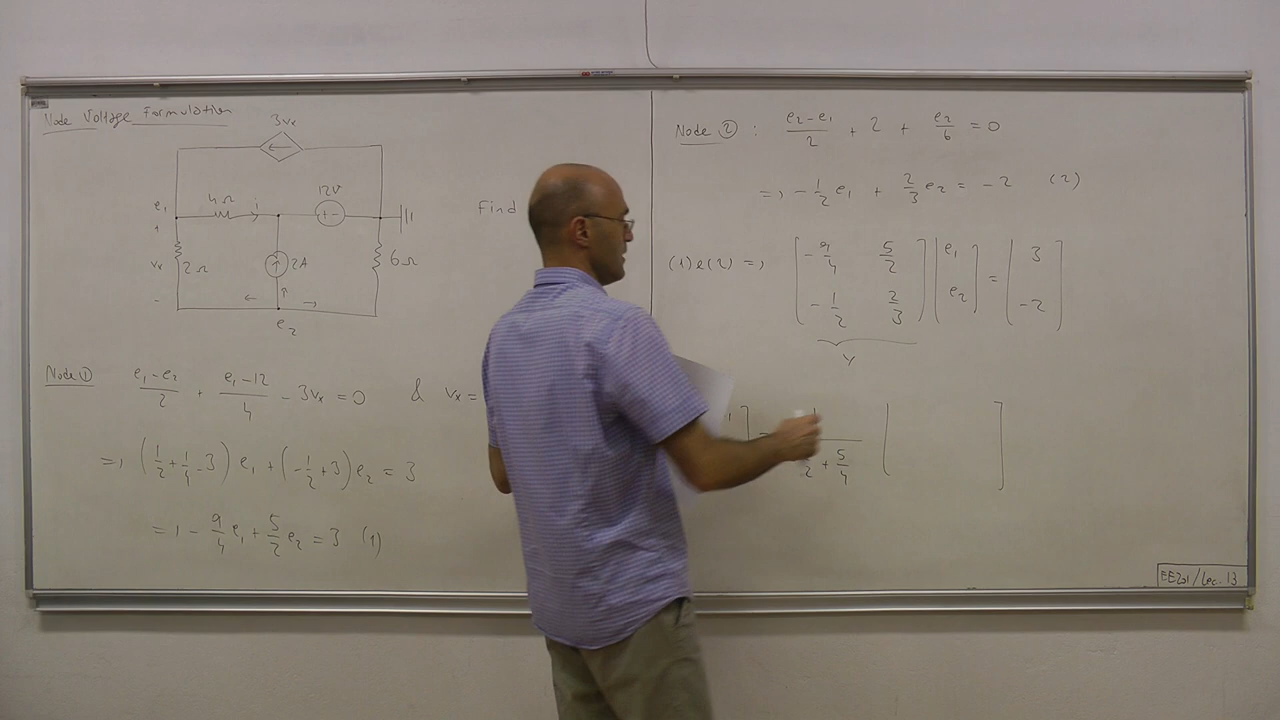 Node Voltage Formulation
3vx
4Ω i 12V
e₁ + -
+
vx 2Ω 2A 6Ω
-
e₂
Find
Node ① (e₁-e₂)/2 + (e₁-12)/4 - 3vx = 0 & vx =
=> (1/2 + 1/4 - 3) e₁ + (-1/2 + 3) e₂ = 3
=> - 9/4 e₁ + 5/2 e₂ = 3 (1)
Node ② : (e₂-e₁)/2 + 2 + e₂/6 = 0
=> -1/2 e₁ + 2/3 e₂ = -2 (2)
(1)&(2) => [-9/4 5/2; -1/2 2/3] [e₁; e₂] = [3; -2]
Y
2 + 5/4 [ ]
EE201/Lec. 13